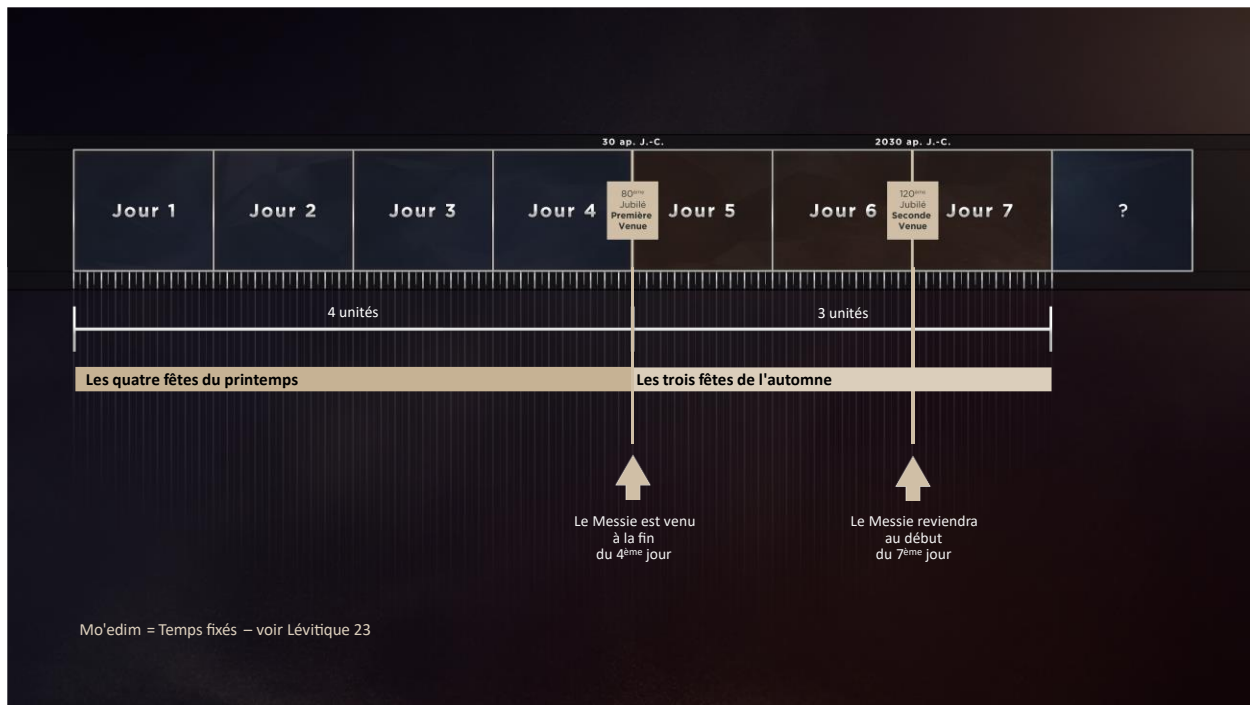 30 ap. J.-C.
2030 ap. J.-C.
Jour 1
Jour 2
Jour 3
Jour 4
80ème
Jubilé
Première
Venue
Jour 5
Jour 6
120ème
Jubilé
Seconde
Venue
Jour 7
?
4 unités
3 unités
Les quatre fêtes du printemps
Les trois fêtes de l'automne
Le Messie est venu
à la fin
du 4ème jour
Le Messie reviendra
au début
du 7ème jour
Mo'edim = Temps fixés – voir Lévitique 23